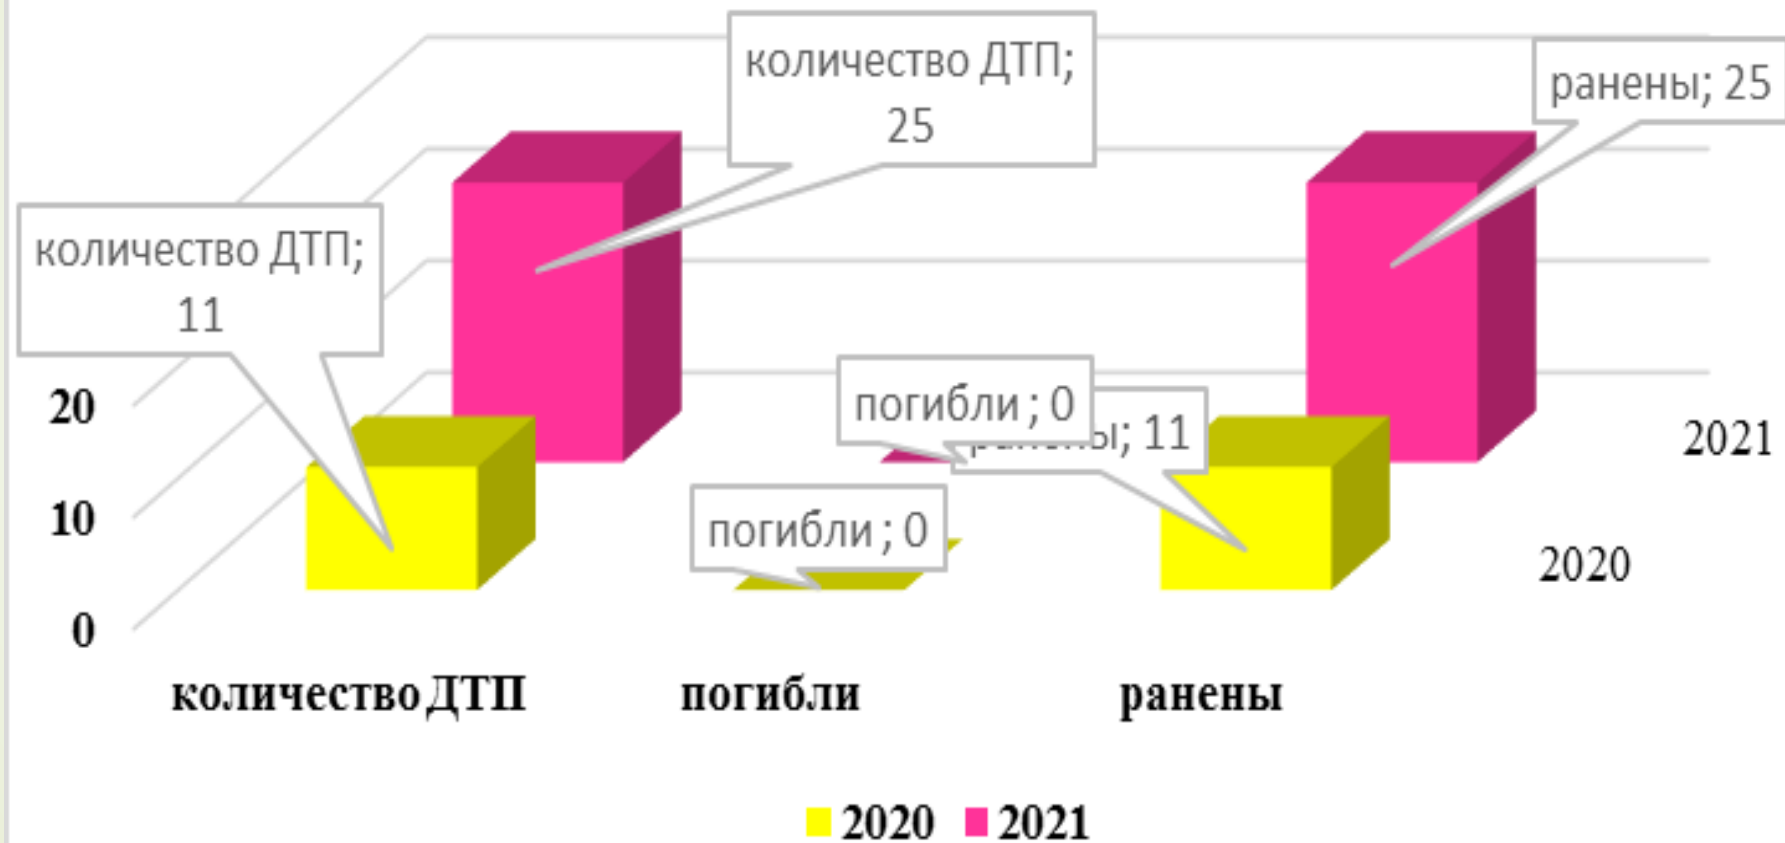 количество ДТП;
25
ранены; 25
количество ДТП;
11
погибли ; 0
11
погибли ; 0
20
10
0
2021
2020
количество ДТП
погибли
ранены
2020
2021